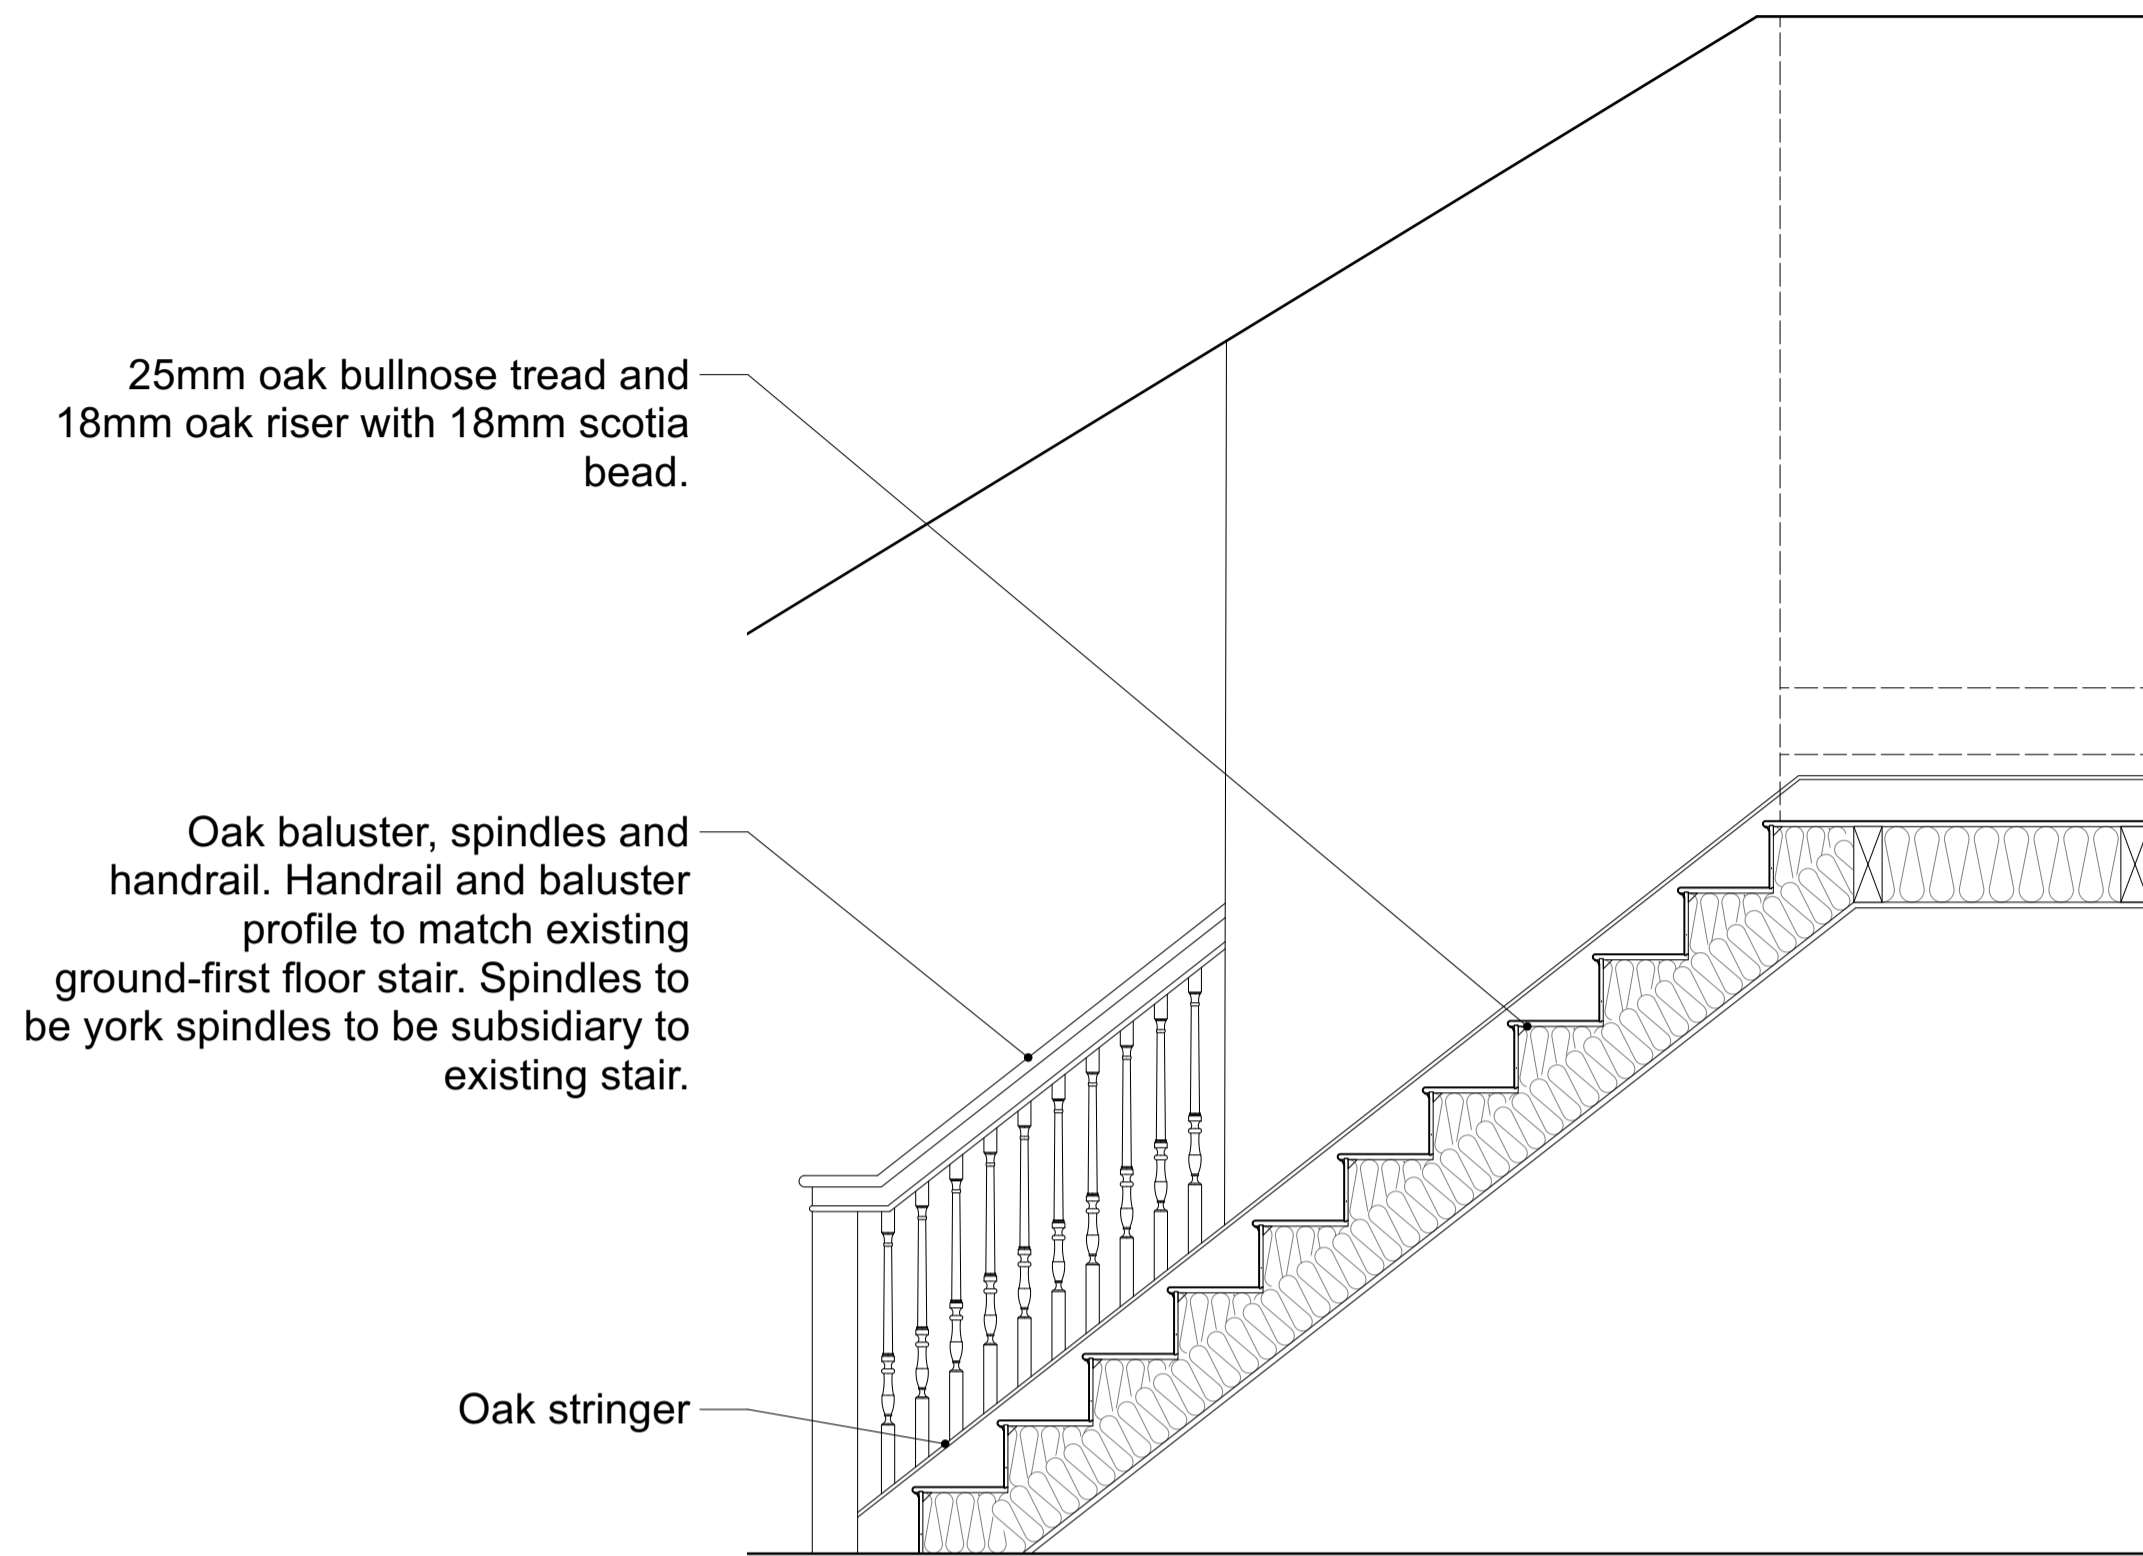 25mm oak bullnose tread and
18mm oak riser with 18mm scotia
bead.
Oak baluster, spindles and
handrail. Handrail and baluster
profile to match existing
ground-first floor stair. Spindles to
be york spindles to be subsidiary to
existing stair.
Oak stringer